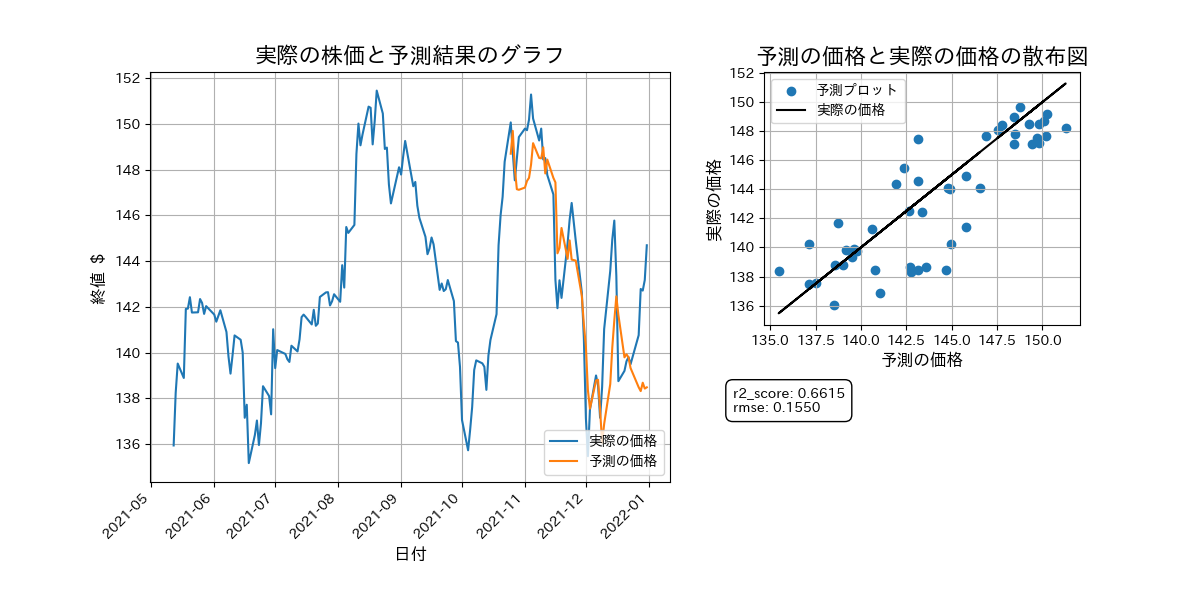 実際の株価と予測結果のグラフ
152
150
148
146
144
142
140
138
136
終値 $
2021-05
2021-06
2021-07
2021-08
2021-09
2021-10
2021-11
2021-12
2022-01
日付
実際の価格
予測の価格
予測の価格と実際の価格の散布図
152
150
148
146
144
142
140
138
136
実際の価格
予測プロット
実際の価格
135.0
137.5
140.0
142.5
145.0
147.5
150.0
予測の価格
r2_score: 0.6615
rmse: 0.1550